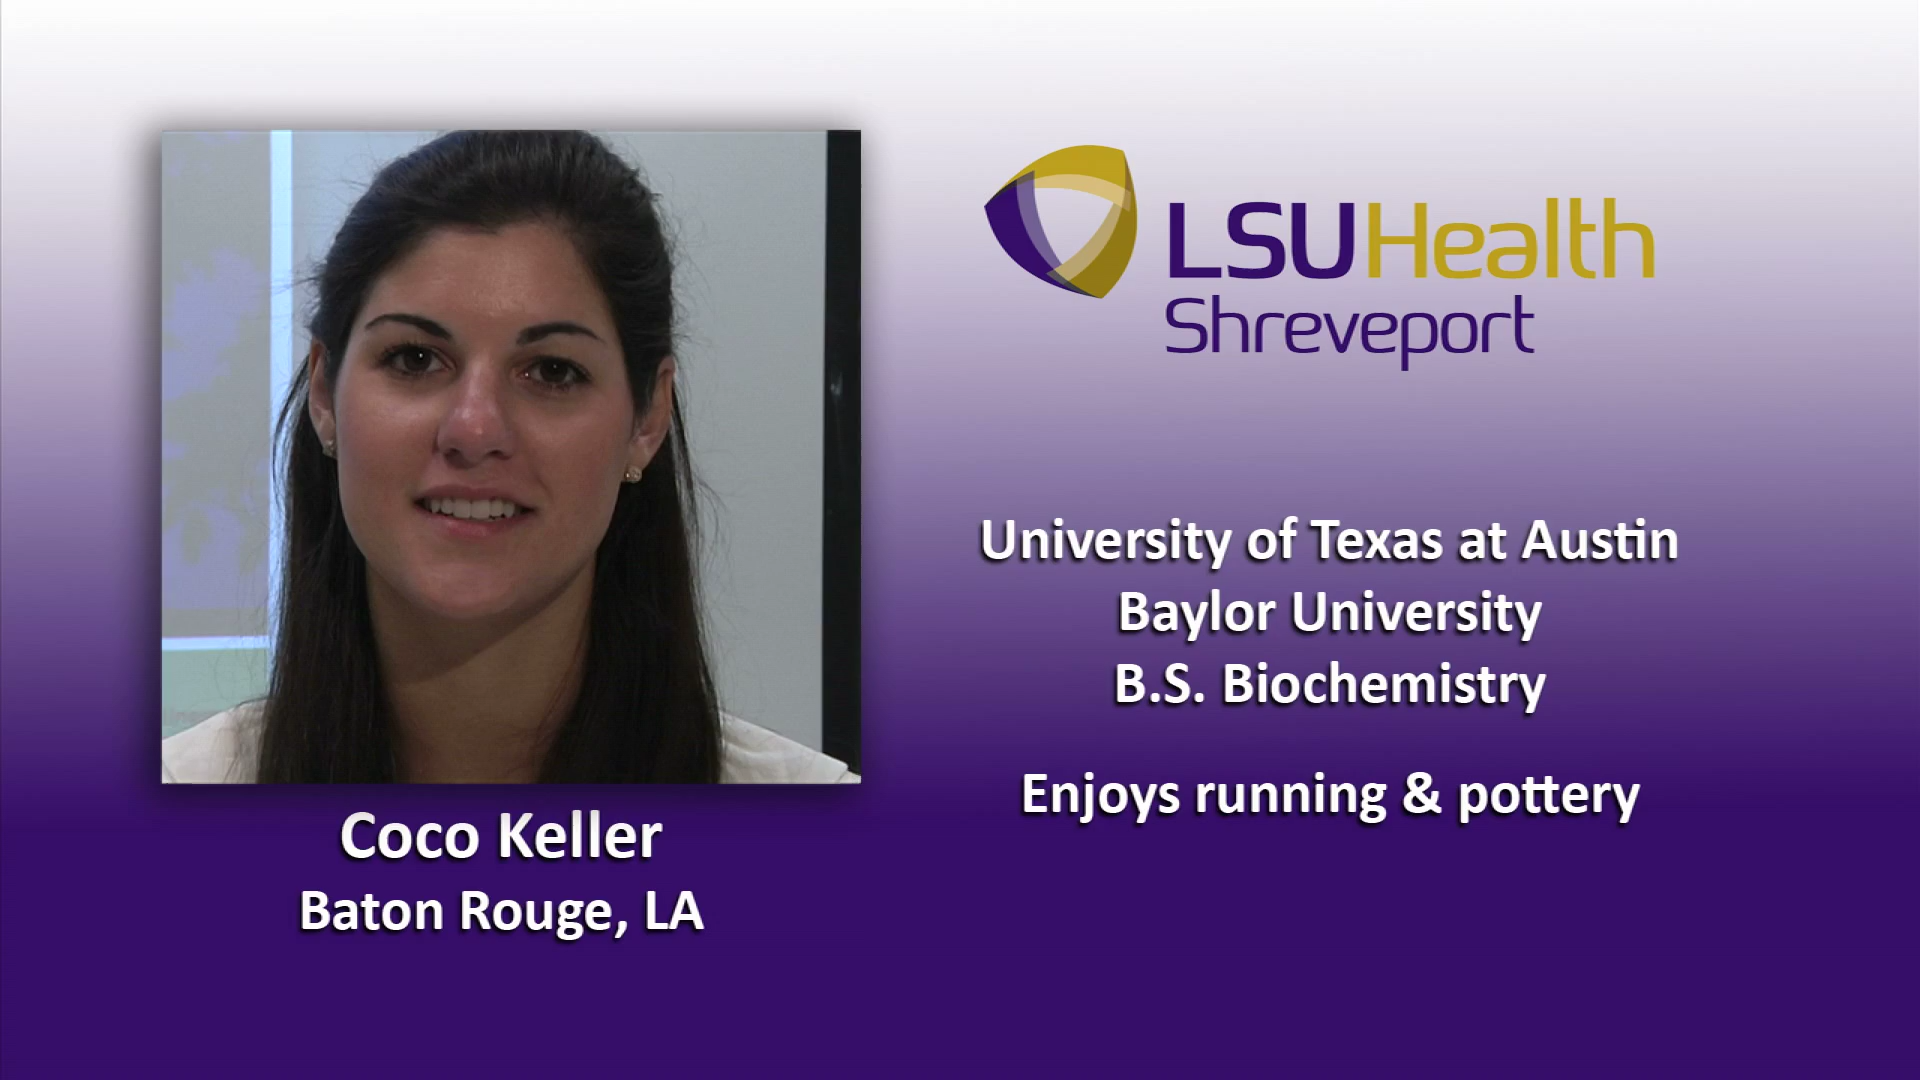 LSUHealth
Shreveport
University of Texas at Austin
Baylor University
B.S. Biochemistry
Enjoys running & pottery
Coco Keller
Baton Rouge, LA